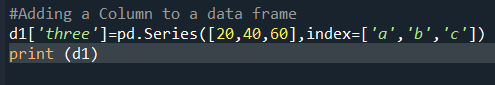 #Adding a Column to a data frame
d1['three']=pd.Series([20,40,60],index=['a','b','c'])
print (d1)